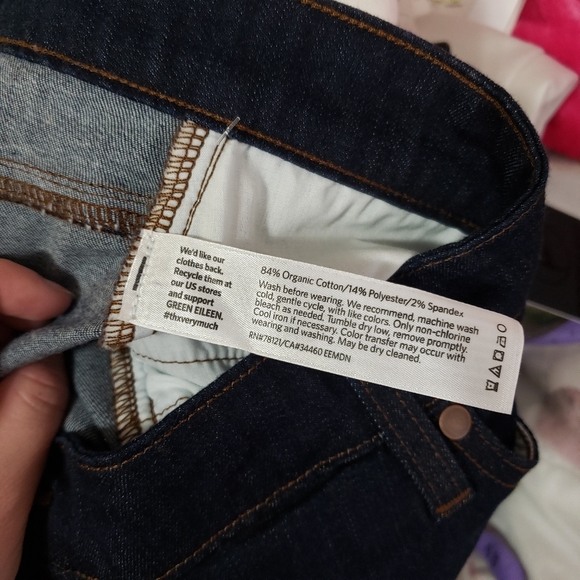 We'd like our
clothes back.
Recycle them at
our US stores
and support
GREEN EILEEN.
#thxverymuch
84% Organic Cotton/14% Polyester/2% Spandex
Wash before wearing. We recommend, machine wash
cold, gentle cycle, with like colors. Only non-chlorine
bleach as needed. Tumble dry low, remove promptly.
Cool iron if necessary. Color transfer may occur with
wearing and washing. May be dry cleaned.
RN#78121/CA#34460 EEMDN